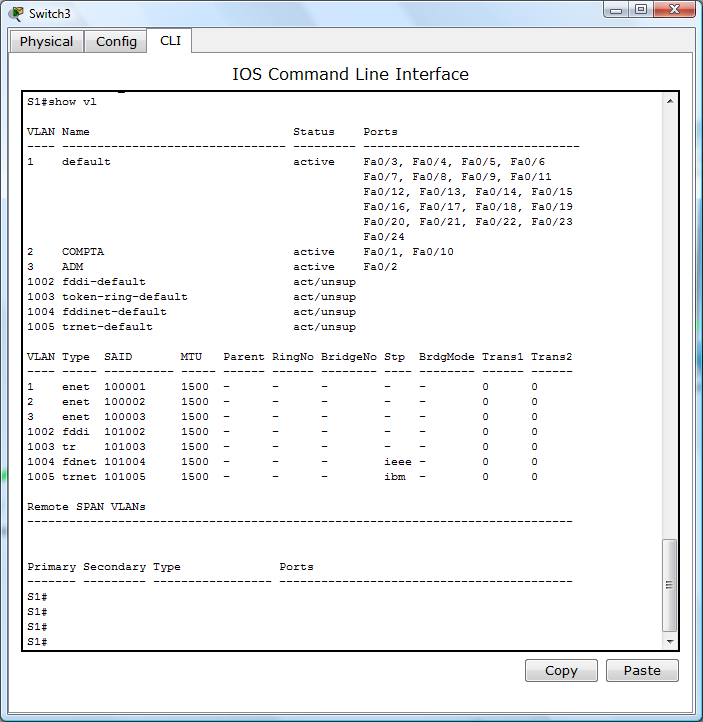 Switch3
Physical Config CLI
IOS Command Line Interface
S1#show vl
VLAN Name                             Status    Ports
---- -------------------------------- --------- -------------------------------
1    default                          active    Fa0/3, Fa0/4, Fa0/5, Fa0/6
                                                Fa0/7, Fa0/8, Fa0/9, Fa0/11
                                                Fa0/12, Fa0/13, Fa0/14, Fa0/15
                                                Fa0/16, Fa0/17, Fa0/18, Fa0/19
                                                Fa0/20, Fa0/21, Fa0/22, Fa0/23
                                                Fa0/24
2    COMPTA                           active    Fa0/1, Fa0/10
3    ADM                              active    Fa0/2
1002 fddi-default                     act/unsup
1003 token-ring-default               act/unsup
1004 fddinet-default                  act/unsup
1005 trnet-default                    act/unsup
VLAN Type  SAID       MTU   Parent RingNo BridgeNo Stp  BrdgMode Trans1 Trans2
---- ----- ---------- ----- ------ ------ -------- ---- -------- ------ ------
1    enet  100001     1500  -      -      -        -    -        0      0
2    enet  100002     1500  -      -      -        -    -        0      0
3    enet  100003     1500  -      -      -        -    -        0      0
1002 fddi  101002     1500  -      -      -        -    -        0      0
1003 tr    101003     1500  -      -      -        -    -        0      0
1004 fdnet 101004     1500  -      -      -        ieee -        0      0
1005 trnet 101005     1500  -      -      -        ibm  -        0      0
Remote SPAN VLANs
------------------------------------------------------------------------------
Primary Secondary Type              Ports
------- --------- ----------------- ------------------------------------------
S1#
S1#
S1#
S1#
Copy Paste